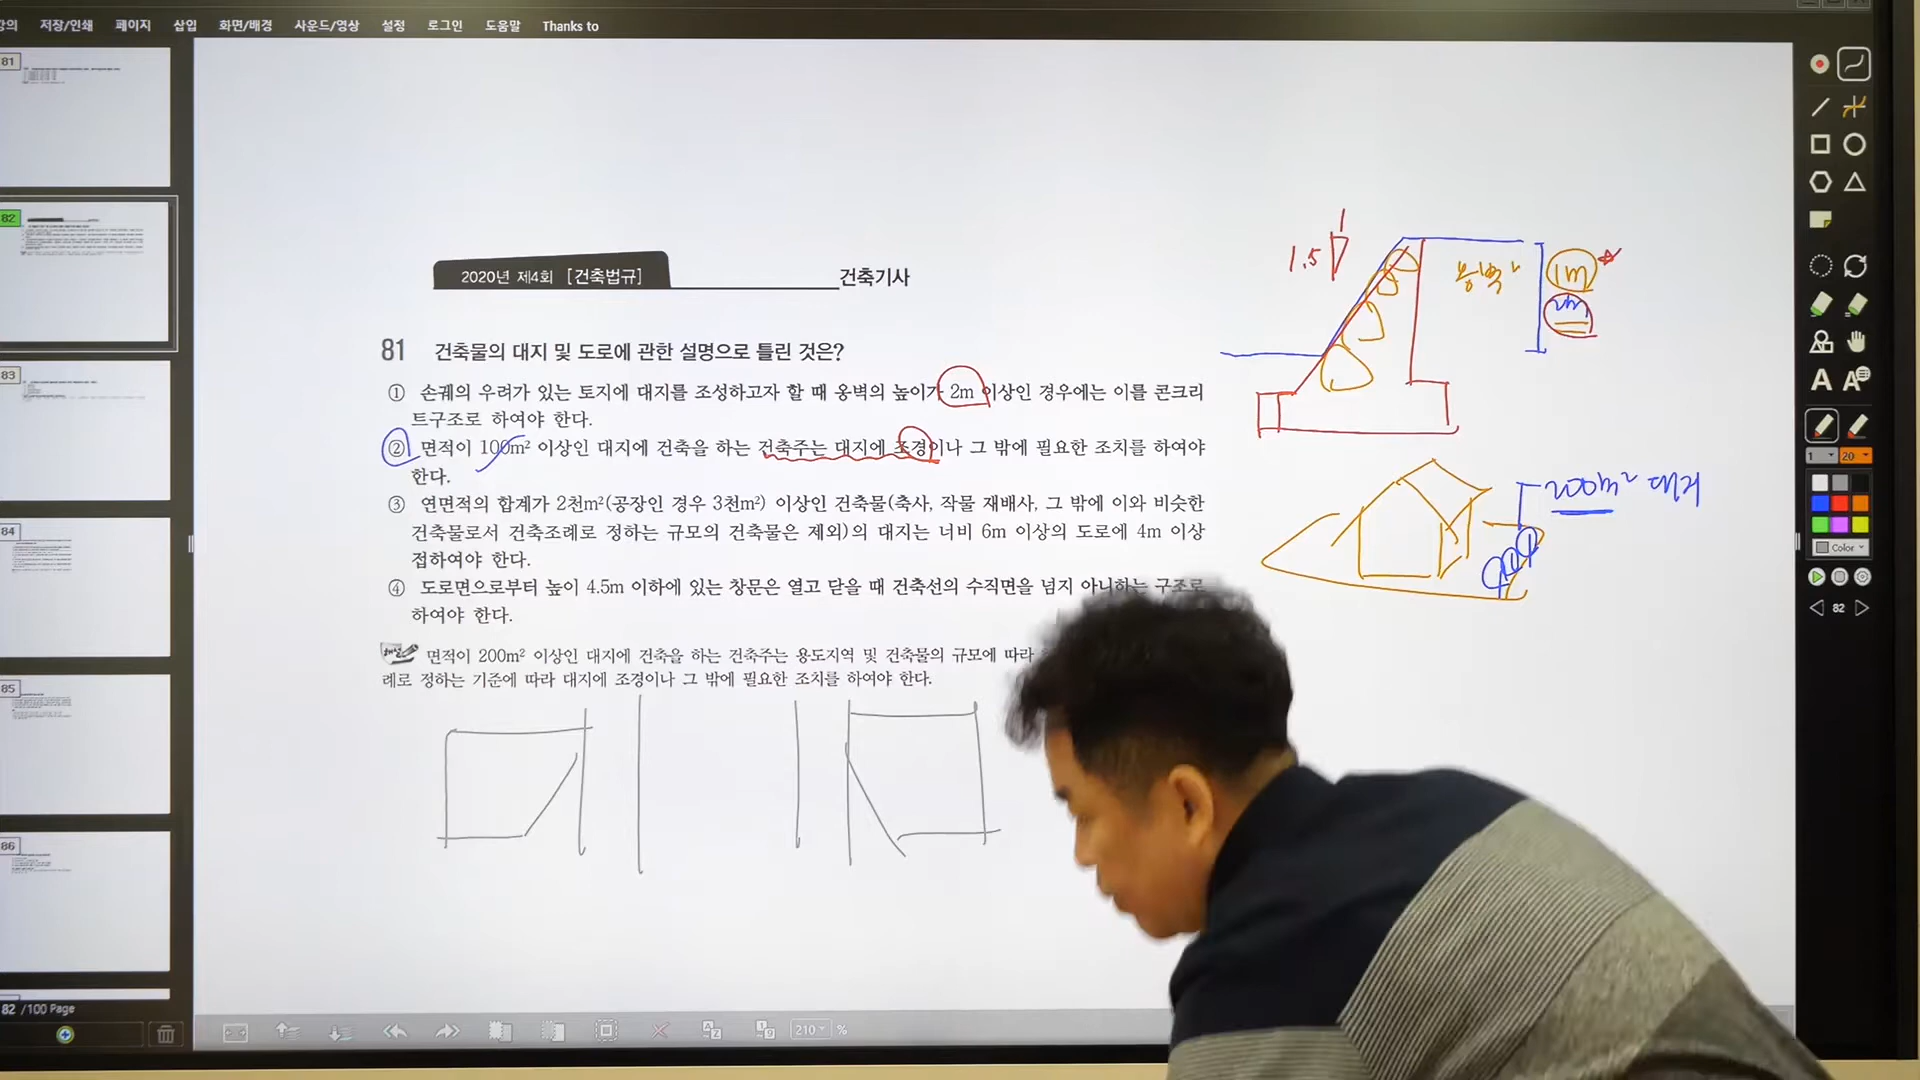 저장/인쇄 페이지 삽입 화면/배경 사운드/영상 설정 로그인 도움말 Thanks to
81
82
83
84
85
86
82 /100 Page
2020년 제4회 [건축법규] 건축기사
81 건축물의 대지 및 도로에 관한 설명으로 틀린 것은?
① 손궤의 우려가 있는 토지에 대지를 조성하고자 할 때 옹벽의 높이가 2m 이상인 경우에는 이를 콘크리
트구조로 하여야 한다.
② 면적이 100m² 이상인 대지에 건축을 하는 건축주는 대지에 조경이나 그 밖에 필요한 조치를 하여야
한다.
③ 연면적의 합계가 2천m²(공장인 경우 3천m²) 이상인 건축물(축사, 작물 재배사, 그 밖에 이와 비슷한
건축물로서 건축조례로 정하는 규모의 건축물은 제외)의 대지는 너비 6m 이상의 도로에 4m 이상
접하여야 한다.
④ 도로면으로부터 높이 4.5m 이하에 있는 창문은 열고 닫을 때 건축선의 수직면을 넘지 아니하는 구조로
하여야 한다.
해설 면적이 200m² 이상인 대지에 건축을 하는 건축주는 용도지역 및 건축물의 규모에 따라
례로 정하는 기준에 따라 대지에 조경이나 그 밖에 필요한 조치를 하여야 한다.
1.5
1
옹벽
1m
2m
200m² 대지
1
20
Color
82
210 %